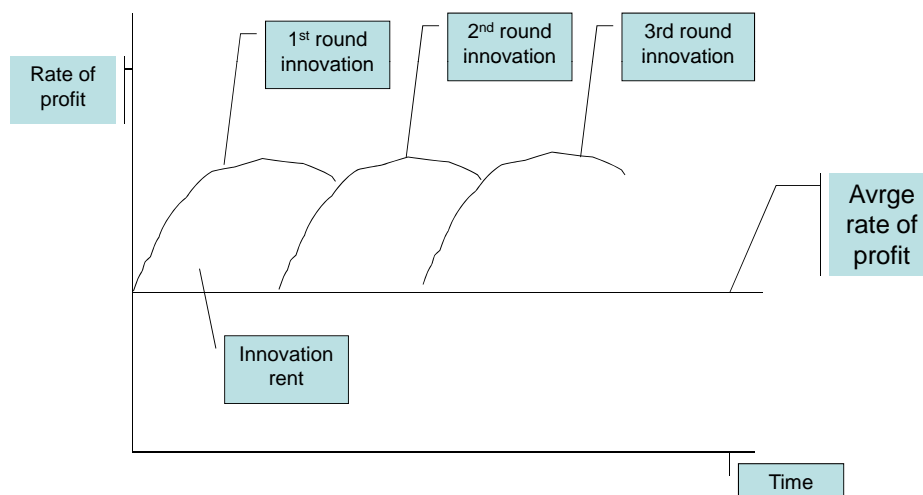 1st round
innovation
2nd round
innovation
3rd round
innovation
Rate of
profit
Avrge
rate of
profit
Innovation
rent
Time